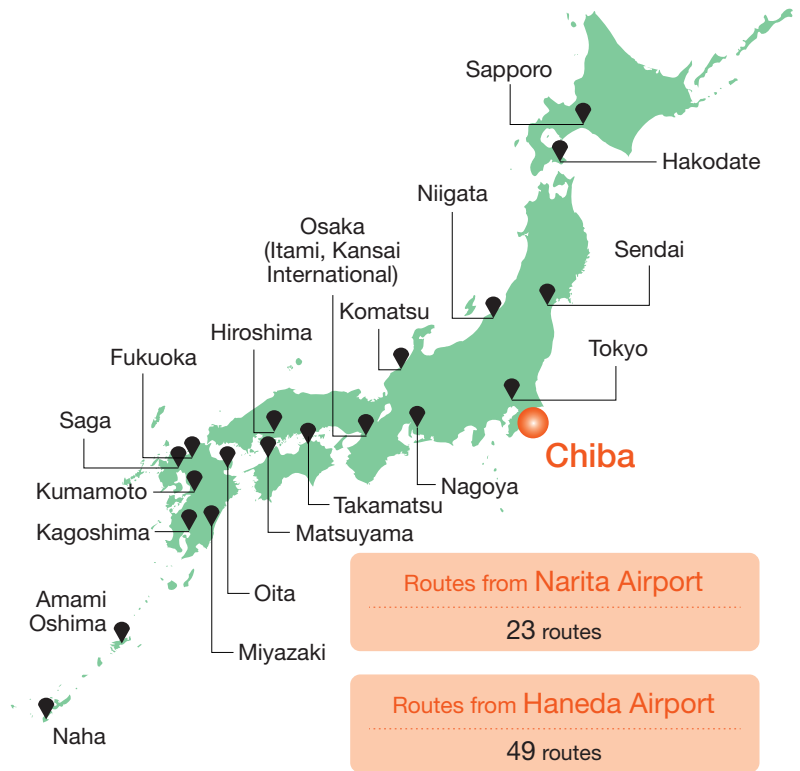 Sapporo
Hakodate
Niigata
Osaka
(Itami, Kansai
International)
Sendai
Komatsu
Hiroshima
Tokyo
Fukuoka
Saga
Chiba
Kumamoto
Nagoya
Takamatsu
Kagoshima
Matsuyama
Oita
Amami
Oshima
Miyazaki
Naha
Routes from Narita Airport
23 routes
Routes from Haneda Airport
49 routes